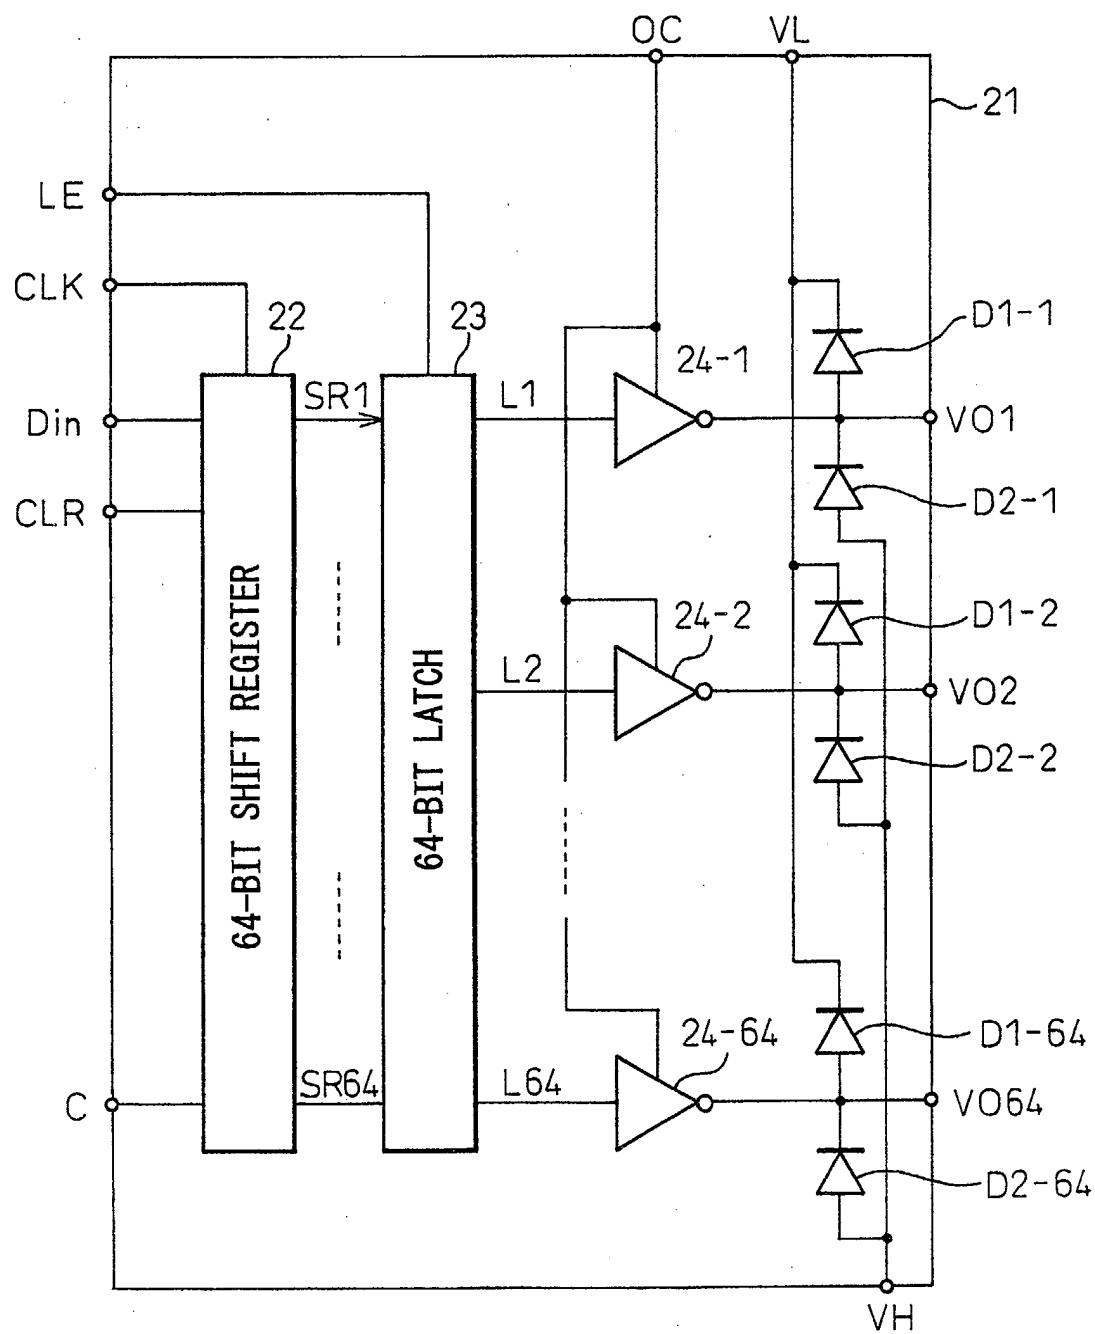 OC
VL
21
LE
CLK
22
23
D1-1
24-1
SR1
L1
Din
VO1
CLR
D2-1
24-2
D1-2
L2
VO2
D2-2
64-BIT SHIFT REGISTER
64-BIT LATCH
24-64
D1-64
SR64
L64
C
VO64
D2-64
VH